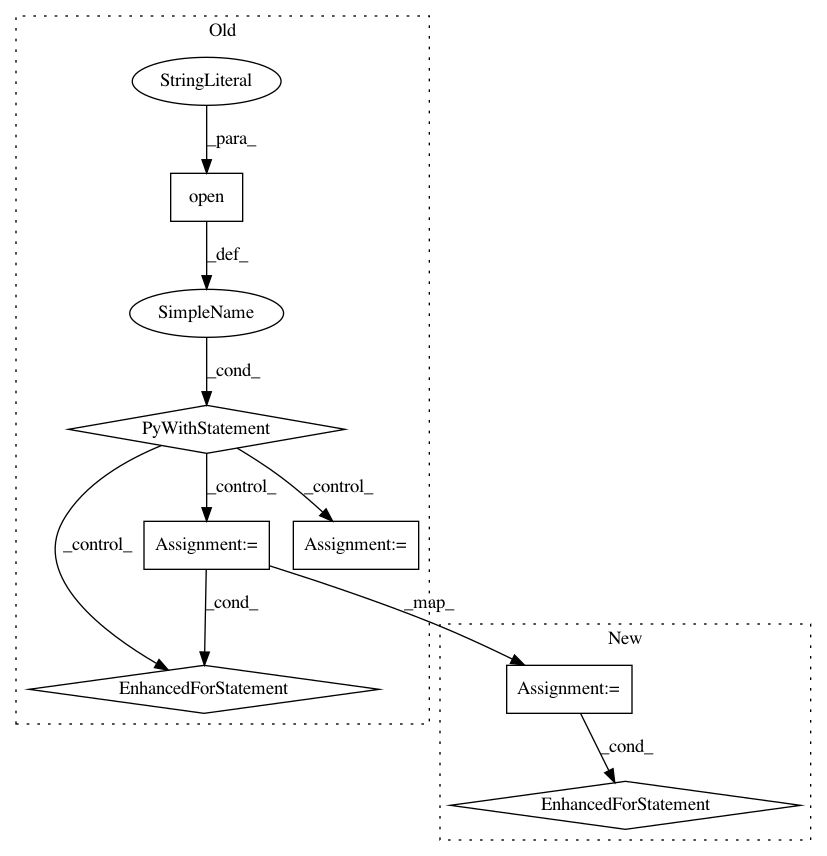 Old
StringLiteral
_para_
open
_def_
SimpleName
_cond_
PyWithStatement
_control_
_control_
_control_
Assignment:=
Assignment:=
_cond_
_map_
New
EnhancedForStatement
Assignment:=
_cond_
EnhancedForStatement